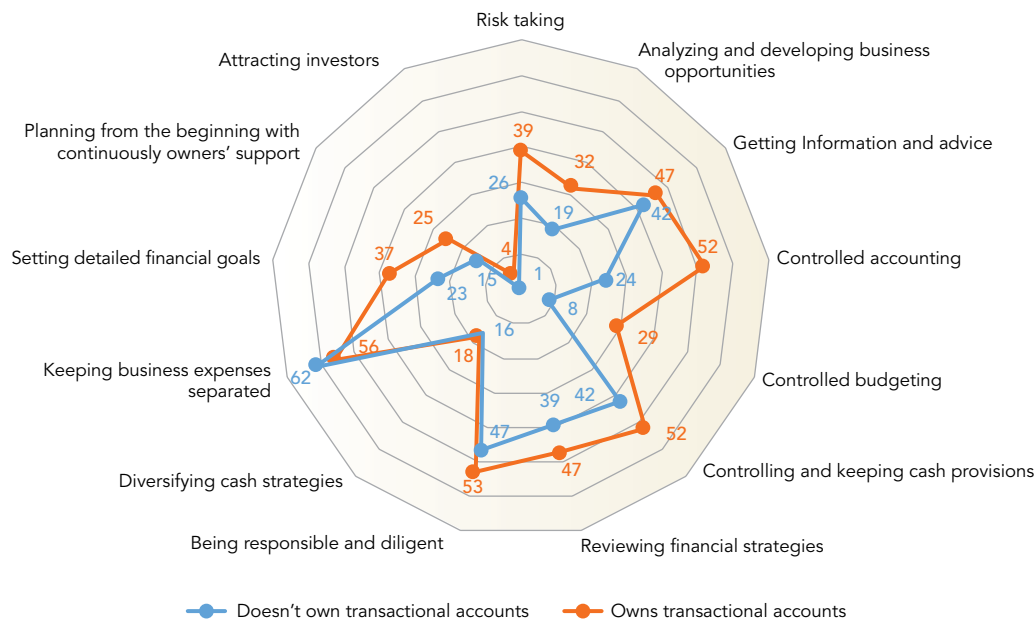 Risk taking
Attracting investors
Analyzing and developing business
opportunities
Planning from the beginning with
continuously owners' support
Getting Information and advice
39
32
47
26
19
42
25
52
4
37
Setting detailed financial goals
Controlled accounting
15
1
24
23
8
16
29
56
18
Keeping business expenses
separated
62
Controlled budgeting
39
42
47
52
47
53
Diversifying cash strategies
Controlling and keeping cash provisions
Being responsible and diligent
Reviewing financial strategies
Doesn't own transactional accounts
Owns transactional accounts